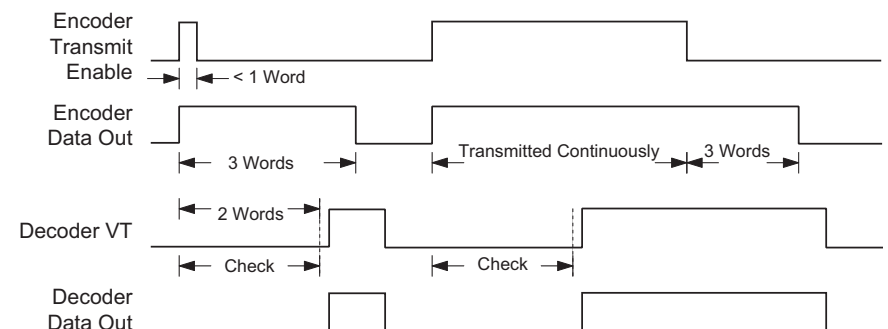 Encoder
Transmit
Enable
< 1 Word
Encoder
Data Out
3 Words
Transmitted Continuously
3 Words
Decoder VT
2 Words
Check
Check
Decoder
Data Out